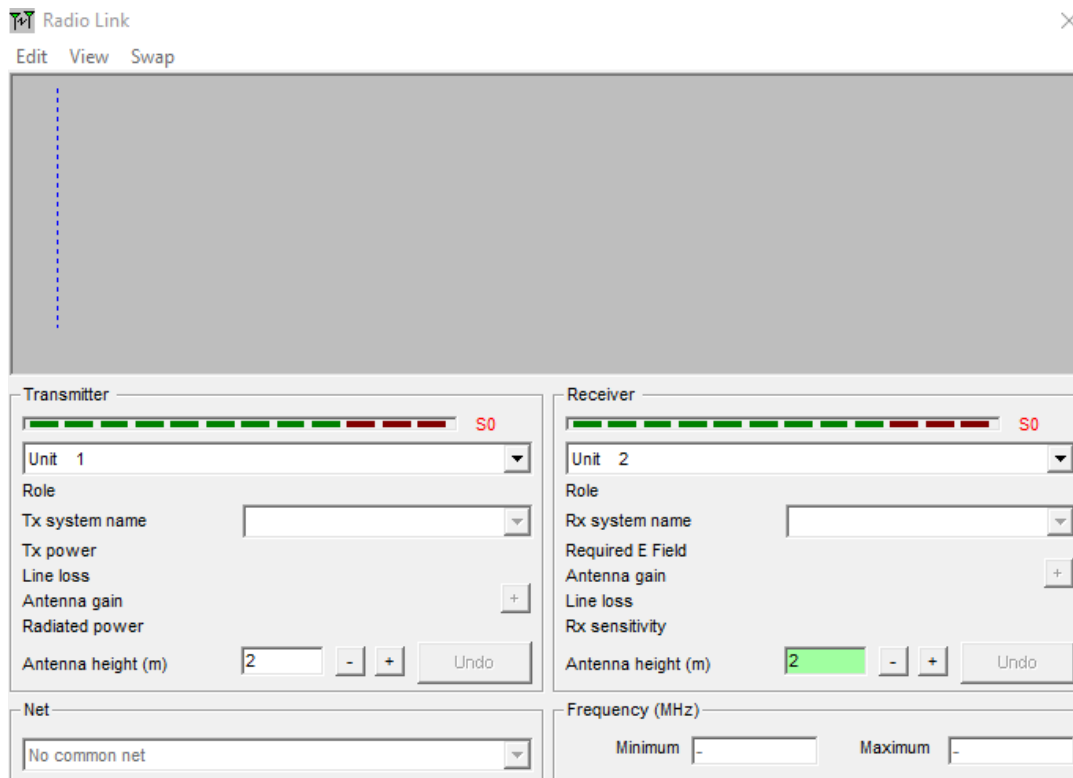 Radio Link
Edit View Swap
Transmitter
S0
Unit 1
Role
Tx system name
Tx power
Line loss
Antenna gain
+
Radiated power
Antenna height (m) 2 - + Undo
Receiver
S0
Unit 2
Role
Rx system name
Required E Field
Antenna gain
+
Line loss
Rx sensitivity
Antenna height (m) 2 - + Undo
Net
No common net
Frequency (MHz)
Minimum - Maximum -